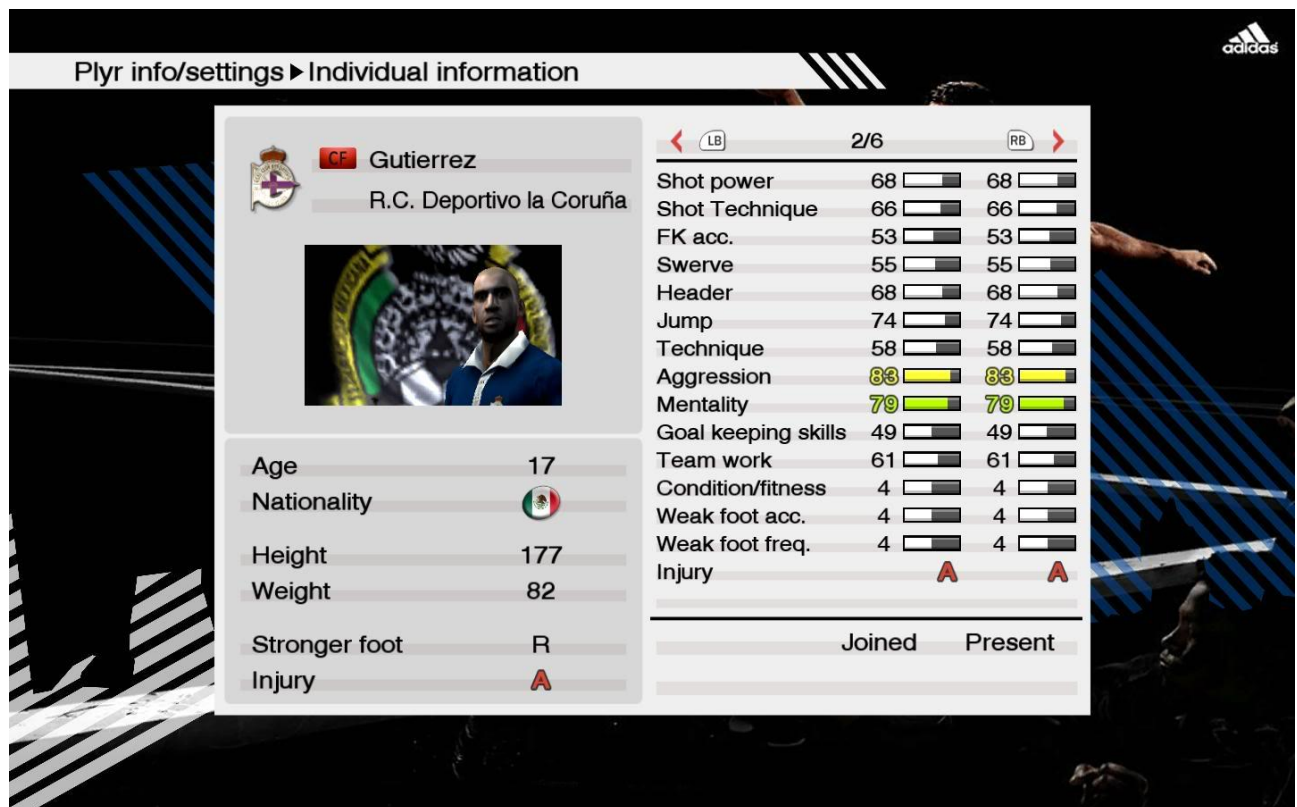 adidas
Plyr info/settings ▶ Individual information
CF Gutierrez
R.C. Deportivo la Coruña
Age 17
Nationality
Height 177
Weight 82
Stronger foot R
Injury A
LB 2/6 RB
Shot power 68 68
Shot Technique 66 66
FK acc. 53 53
Swerve 55 55
Header 68 68
Jump 74 74
Technique 58 58
Aggression 83 83
Mentality 79 79
Goal keeping skills 49 49
Team work 61 61
Condition/fitness 4 4
Weak foot acc. 4 4
Weak foot freq. 4 4
Injury A A
Joined Present